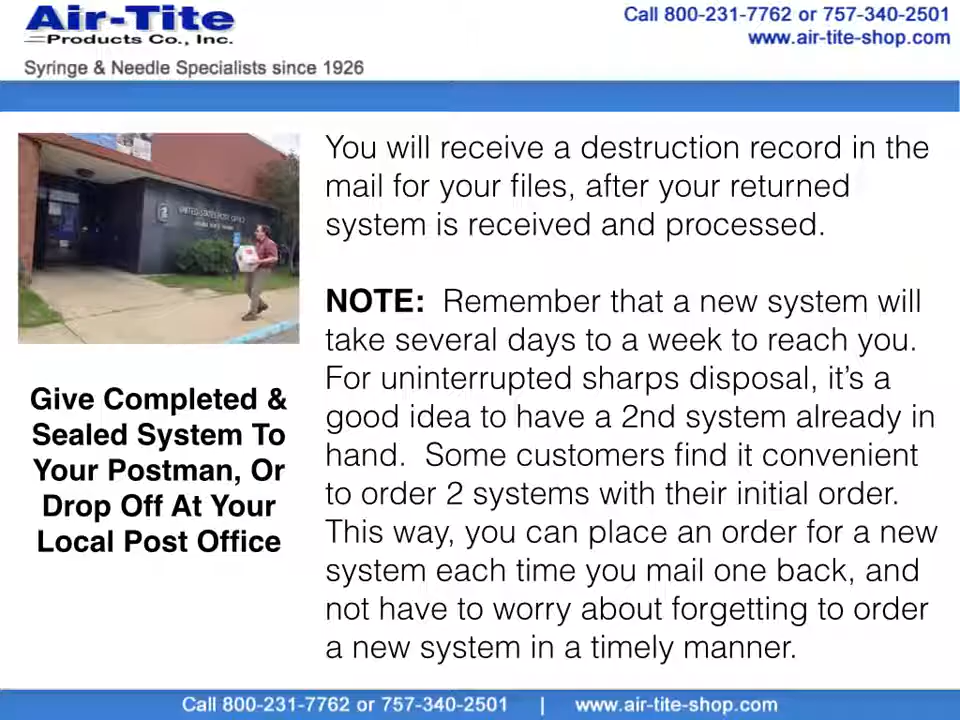 Air-Tite
Products Co., Inc.
Syringe & Needle Specialists since 1926
Call 800-231-7762 or 757-340-2501
www.air-tite-shop.com
UNITED STATES POST OFFICE
Give Completed &
Sealed System To
Your Postman, Or
Drop Off At Your
Local Post Office
You will receive a destruction record in the
mail for your files, after your returned
system is received and processed.
NOTE:  Remember that a new system will
take several days to a week to reach you.
For uninterrupted sharps disposal, it's a
good idea to have a 2nd system already in
hand.  Some customers find it convenient
to order 2 systems with their initial order.
This way, you can place an order for a new
system each time you mail one back, and
not have to worry about forgetting to order
a new system in a timely manner.
Call 800-231-7762 or 757-340-2501 | www.air-tite-shop.com